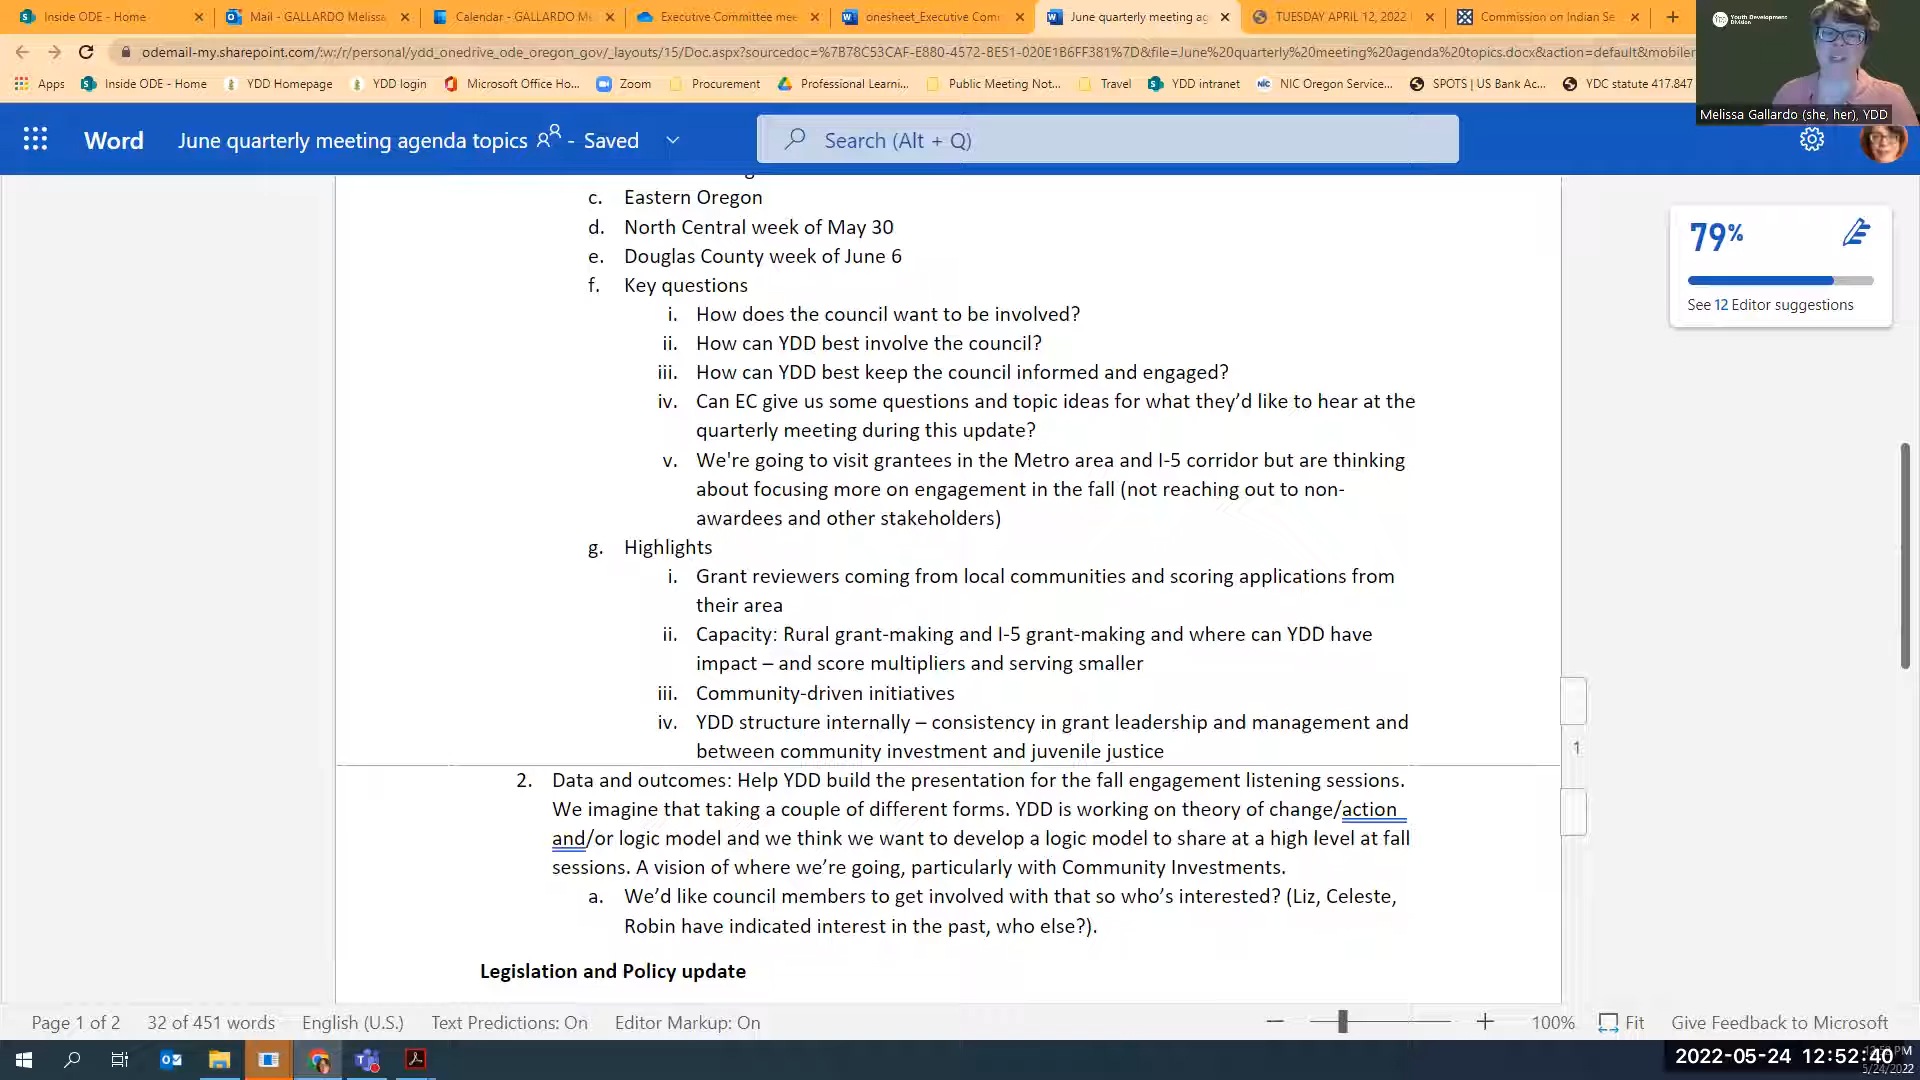 Inside ODE - Home
Mail - GALLARDO Melissa
Calendar - GALLARDO M
Executive Committee mee
onesheet_Executive Com
June quarterly meeting ag
TUESDAY APRIL 12, 2022
Commission on Indian Se
Youth Development
Division
odemail-my.sharepoint.com/:w:/r/personal/ydd_onedrive_ode_oregon_gov/_layouts/15/Doc.aspx?sourcedoc=%7B78C53CAF-E880-4572-BE51-020E1B6FF381%7D&file=June%20quarterly%20meeting%20agenda%20topics.docx&action=default&mobiler
Apps
Inside ODE - Home
YDD Homepage
YDD login
Microsoft Office Ho...
Zoom
Procurement
Professional Learni...
Public Meeting Not...
Travel
YDD intranet
NIC Oregon Service...
SPOTS | US Bank Ac...
YDC statute 417.847
Melissa Gallardo (she, her), YDD
Word
June quarterly meeting agenda topics - Saved
Search (Alt + Q)
c. Eastern Oregon
d. North Central week of May 30
e. Douglas County week of June 6
f. Key questions
i. How does the council want to be involved?
ii. How can YDD best involve the council?
iii. How can YDD best keep the council informed and engaged?
iv. Can EC give us some questions and topic ideas for what they’d like to hear at the
quarterly meeting during this update?
v. We're going to visit grantees in the Metro area and I-5 corridor but are thinking
about focusing more on engagement in the fall (not reaching out to non-
awardees and other stakeholders)
g. Highlights
i. Grant reviewers coming from local communities and scoring applications from
their area
ii. Capacity: Rural grant-making and I-5 grant-making and where can YDD have
impact – and score multipliers and serving smaller
iii. Community-driven initiatives
iv. YDD structure internally – consistency in grant leadership and management and
between community investment and juvenile justice
2. Data and outcomes: Help YDD build the presentation for the fall engagement listening sessions.
We imagine that taking a couple of different forms. YDD is working on theory of change/action
and/or logic model and we think we want to develop a logic model to share at a high level at fall
sessions. A vision of where we’re going, particularly with Community Investments.
a. We’d like council members to get involved with that so who’s interested? (Liz, Celeste,
Robin have indicated interest in the past, who else?).
Legislation and Policy update
79%
See 12 Editor suggestions
1
Page 1 of 2
32 of 451 words
English (U.S.)
Text Predictions: On
Editor Markup: On
100%
Fit
Give Feedback to Microsoft
2022-05-24 12:52:40
5/24/2022